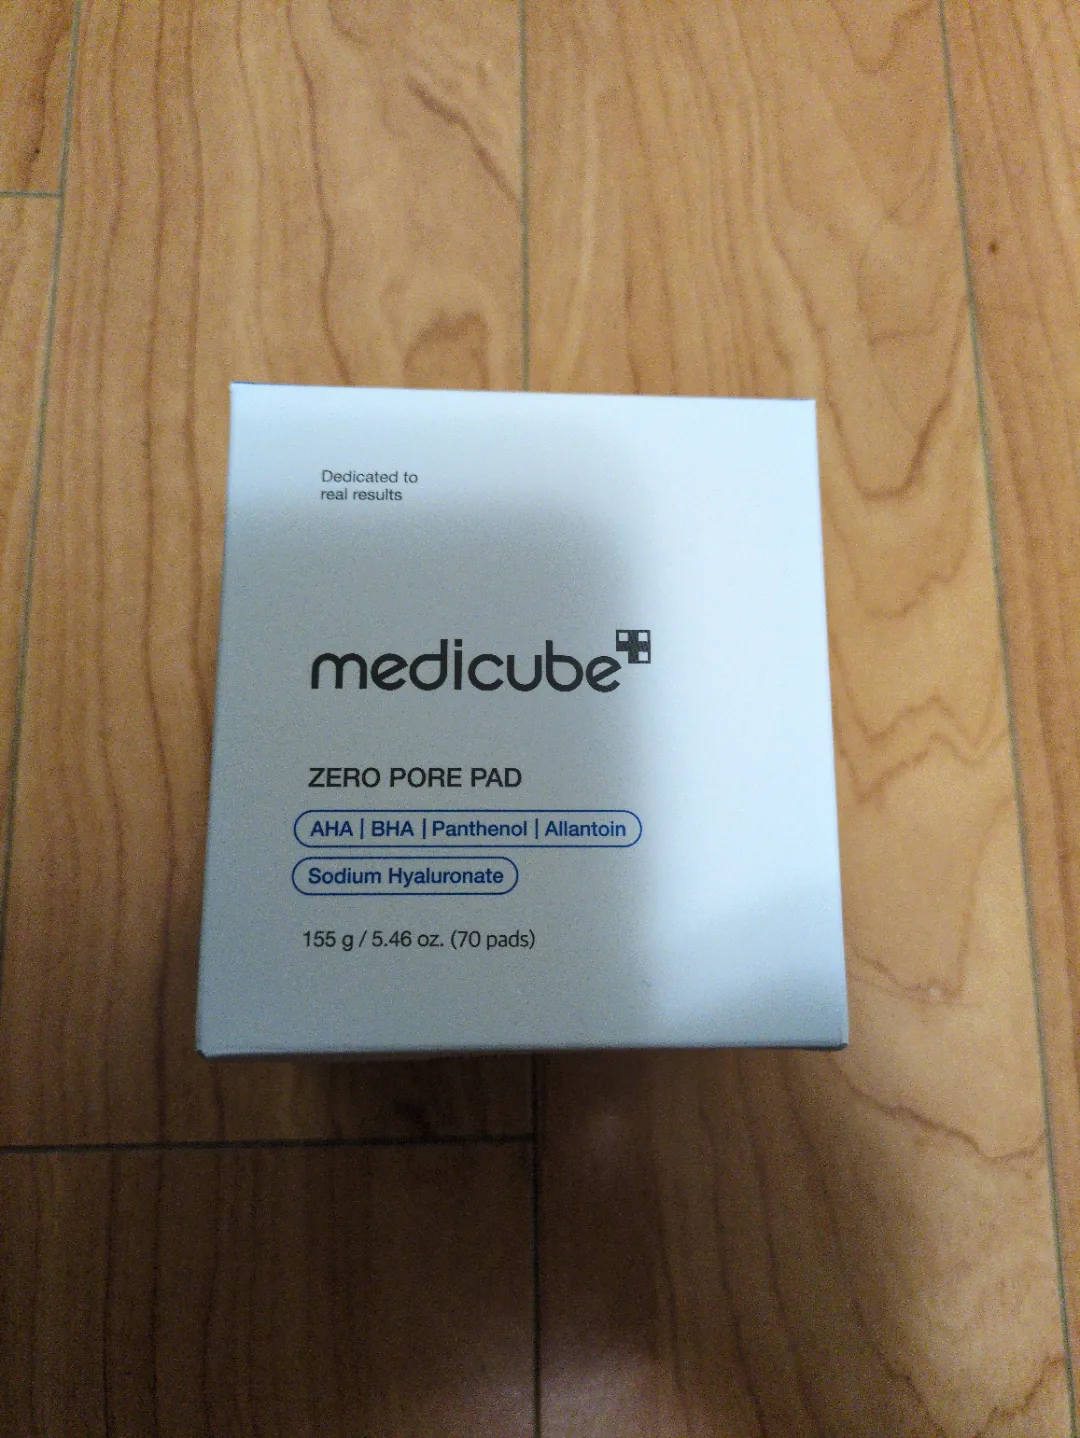 Dedicated to
real results
medicube
ZERO PORE PAD
AHA | BHA | Panthenol | Allantoin
Sodium Hyaluronate
155 g / 5.46 oz. (70 pads)